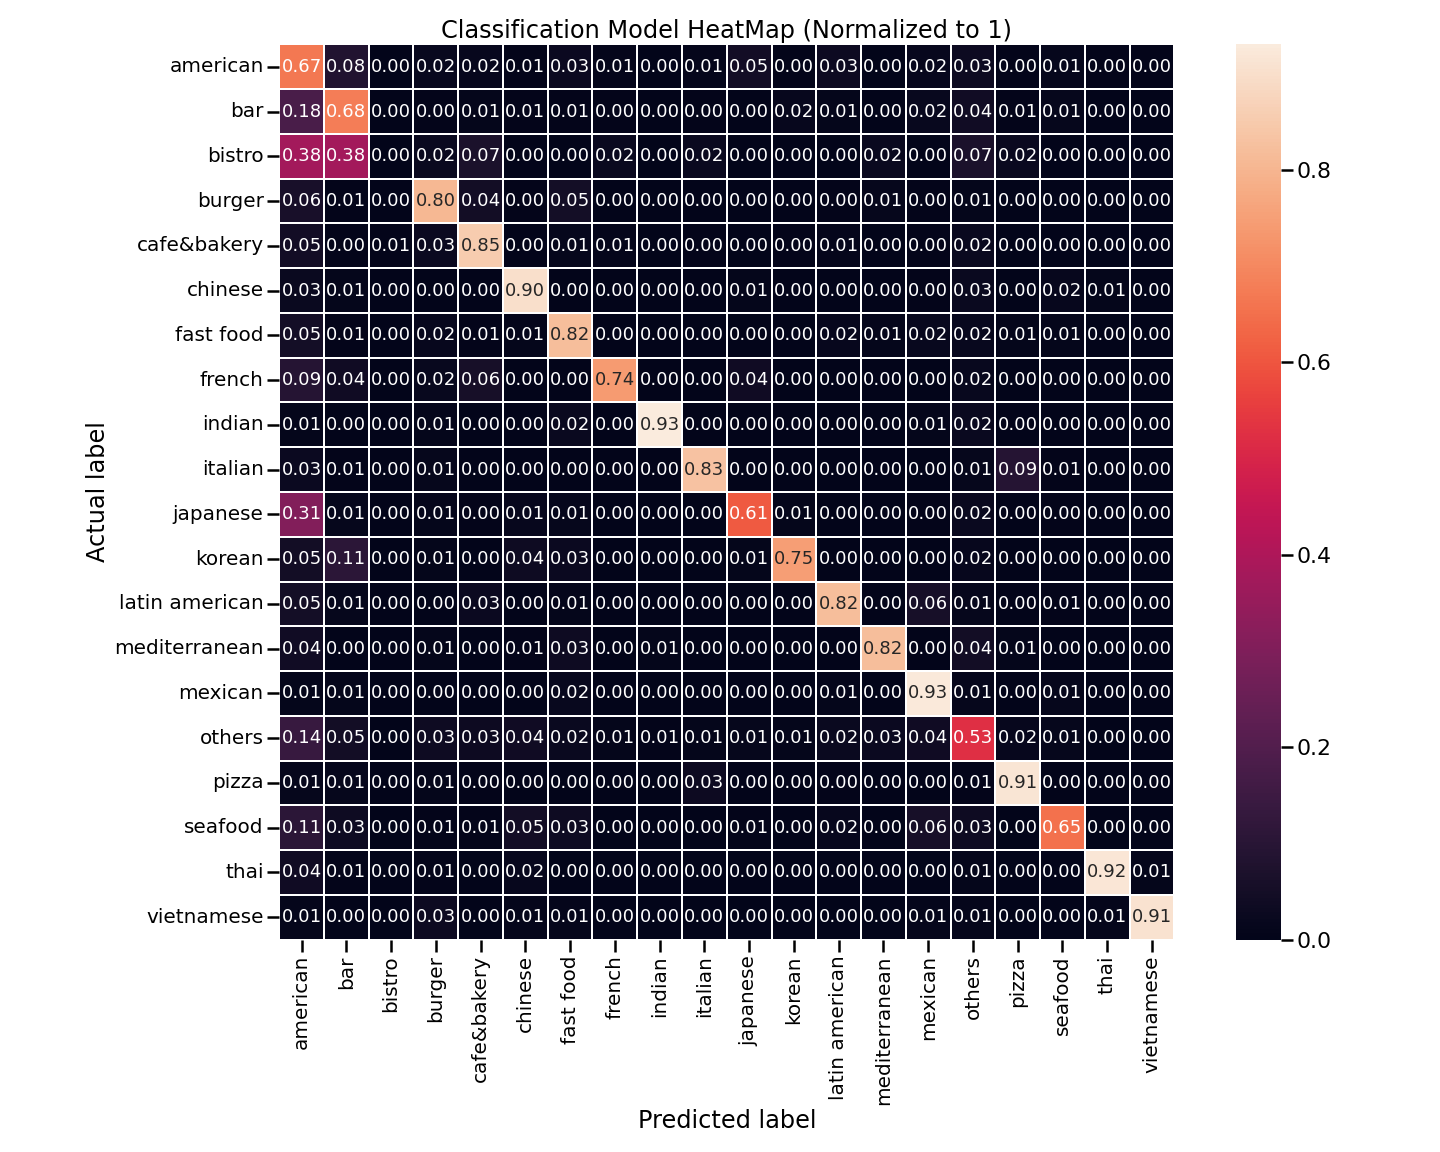 Classification Model HeatMap (Normalized to 1)
american 0.67 0.08 0.00 0.02 0.02 0.01 0.03 0.01 0.00 0.01 0.05 0.00 0.03 0.00 0.02 0.03 0.00 0.01 0.00 0.00
bar 0.18 0.68 0.00 0.00 0.01 0.01 0.01 0.00 0.00 0.00 0.00 0.02 0.01 0.00 0.02 0.04 0.01 0.01 0.00 0.00
bistro 0.38 0.38 0.00 0.02 0.07 0.00 0.00 0.02 0.00 0.02 0.00 0.00 0.00 0.02 0.00 0.07 0.02 0.00 0.00 0.00
burger 0.06 0.01 0.00 0.80 0.04 0.00 0.05 0.00 0.00 0.00 0.00 0.00 0.00 0.01 0.00 0.01 0.00 0.00 0.00 0.00
cafe&bakery 0.05 0.00 0.01 0.03 0.85 0.00 0.01 0.01 0.00 0.00 0.00 0.00 0.01 0.00 0.00 0.02 0.00 0.00 0.00 0.00
chinese 0.03 0.01 0.00 0.00 0.00 0.90 0.00 0.00 0.00 0.00 0.01 0.00 0.00 0.00 0.00 0.03 0.00 0.02 0.01 0.00
fast food 0.05 0.01 0.00 0.02 0.01 0.01 0.82 0.00 0.00 0.00 0.00 0.00 0.02 0.01 0.02 0.02 0.01 0.01 0.00 0.00
french 0.09 0.04 0.00 0.02 0.06 0.00 0.00 0.74 0.00 0.00 0.04 0.00 0.00 0.00 0.00 0.02 0.00 0.00 0.00 0.00
indian 0.01 0.00 0.00 0.01 0.00 0.00 0.02 0.00 0.93 0.00 0.00 0.00 0.00 0.00 0.01 0.02 0.00 0.00 0.00 0.00
italian 0.03 0.01 0.00 0.01 0.00 0.00 0.00 0.00 0.00 0.83 0.00 0.00 0.00 0.00 0.00 0.01 0.09 0.01 0.00 0.00
japanese 0.31 0.01 0.00 0.01 0.00 0.01 0.01 0.00 0.00 0.00 0.61 0.01 0.00 0.00 0.00 0.02 0.00 0.00 0.00 0.00
korean 0.05 0.11 0.00 0.01 0.00 0.04 0.03 0.00 0.00 0.00 0.01 0.75 0.00 0.00 0.00 0.02 0.00 0.00 0.00 0.00
latin american 0.05 0.01 0.00 0.00 0.03 0.00 0.01 0.00 0.00 0.00 0.00 0.00 0.82 0.00 0.06 0.01 0.00 0.01 0.00 0.00
mediterranean 0.04 0.00 0.00 0.01 0.00 0.01 0.03 0.00 0.01 0.00 0.00 0.00 0.00 0.82 0.00 0.04 0.01 0.00 0.00 0.00
mexican 0.01 0.01 0.00 0.00 0.00 0.00 0.02 0.00 0.00 0.00 0.00 0.00 0.01 0.00 0.93 0.01 0.00 0.01 0.00 0.00
others 0.14 0.05 0.00 0.03 0.03 0.04 0.02 0.01 0.01 0.01 0.01 0.01 0.02 0.03 0.04 0.53 0.02 0.01 0.00 0.00
pizza 0.01 0.01 0.00 0.01 0.00 0.00 0.00 0.00 0.00 0.03 0.00 0.00 0.00 0.00 0.00 0.01 0.91 0.00 0.00 0.00
seafood 0.11 0.03 0.00 0.01 0.01 0.05 0.03 0.00 0.00 0.00 0.01 0.00 0.02 0.00 0.06 0.03 0.00 0.65 0.00 0.00
thai 0.04 0.01 0.00 0.01 0.00 0.02 0.00 0.00 0.00 0.00 0.00 0.00 0.00 0.00 0.00 0.01 0.00 0.00 0.92 0.01
vietnamese 0.01 0.00 0.00 0.03 0.00 0.01 0.01 0.00 0.00 0.00 0.00 0.00 0.00 0.00 0.01 0.01 0.00 0.00 0.01 0.91
american bar bistro burger cafe&bakery chinese fast food french indian italian japanese korean latin american mediterranean mexican others pizza seafood thai vietnamese
Predicted label
Actual label
0.8
0.6
0.4
0.2
0.0